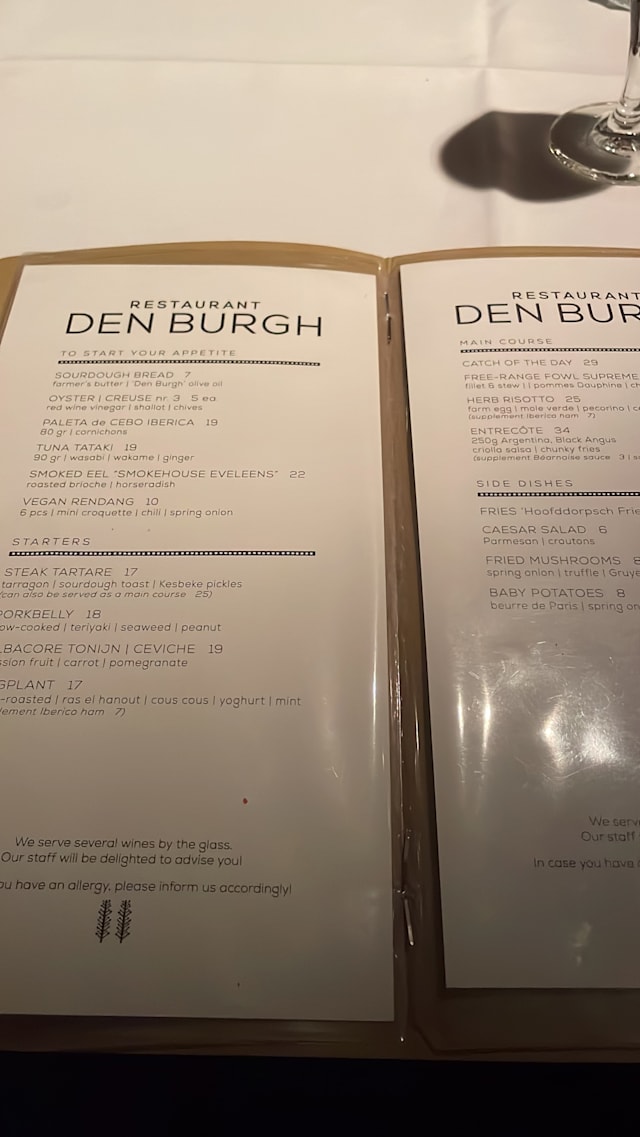 RESTAURANT
DEN BURGH
TO START YOUR APPETITE
SOURDOUGH BREAD 7
farmer's butter | 'Den Burgh' olive oil
OYSTER | CREUSE nr. 3 5 ea.
red wine vinegar | shallot | chives
PALETA de CEBO IBERICA 19
80 gr | cornichons
TUNA TATAKI 19
90 gr | wasabi | wakame | ginger
SMOKED EEL "SMOKEHOUSE EVELEENS" 22
roasted brioche | horseradish
VEGAN RENDANG 10
6 pcs | mini croquette | chili | spring onion
STARTERS
STEAK TARTARE 17
tarragon | sourdough toast | Kesbeke pickles
(can also be served as a main course 25)
PORKBELLY 18
ow-cooked | teriyaki | seaweed | peanut
LBACORE TONIJN | CEVICHE 19
ssion fruit | carrot | pomegranate
GPLANT 17
-roasted | ras el hanout | cous cous | yoghurt | mint
lement Iberico ham 7)
We serve several wines by the glass.
Our staff will be delighted to advise you!
ou have an allergy, please inform us accordingly!
RESTAURANT
DEN BUR
MAIN COURSE
CATCH OF THE DAY 29
FREE-RANGE FOWL SUPREME
fillet & stew | | pommes Dauphine | ch
HERB RISOTTO 25
farm egg | mole verde | pecorino | c
(supplement Iberico ham 7)
ENTRECÔTE 34
250g Argentina, Black Angus
criolla salsa | chunky fries
(supplement Béarnaise sauce 3 | s
SIDE DISHES
FRIES 'Hoofddorpsch Frie
CAESAR SALAD 6
Parmesan | croutons
FRIED MUSHROOMS 8
spring onion | truffle | Gruye
BABY POTATOES 8
beurre de Paris | spring on
We serv
Our staff
In case you have